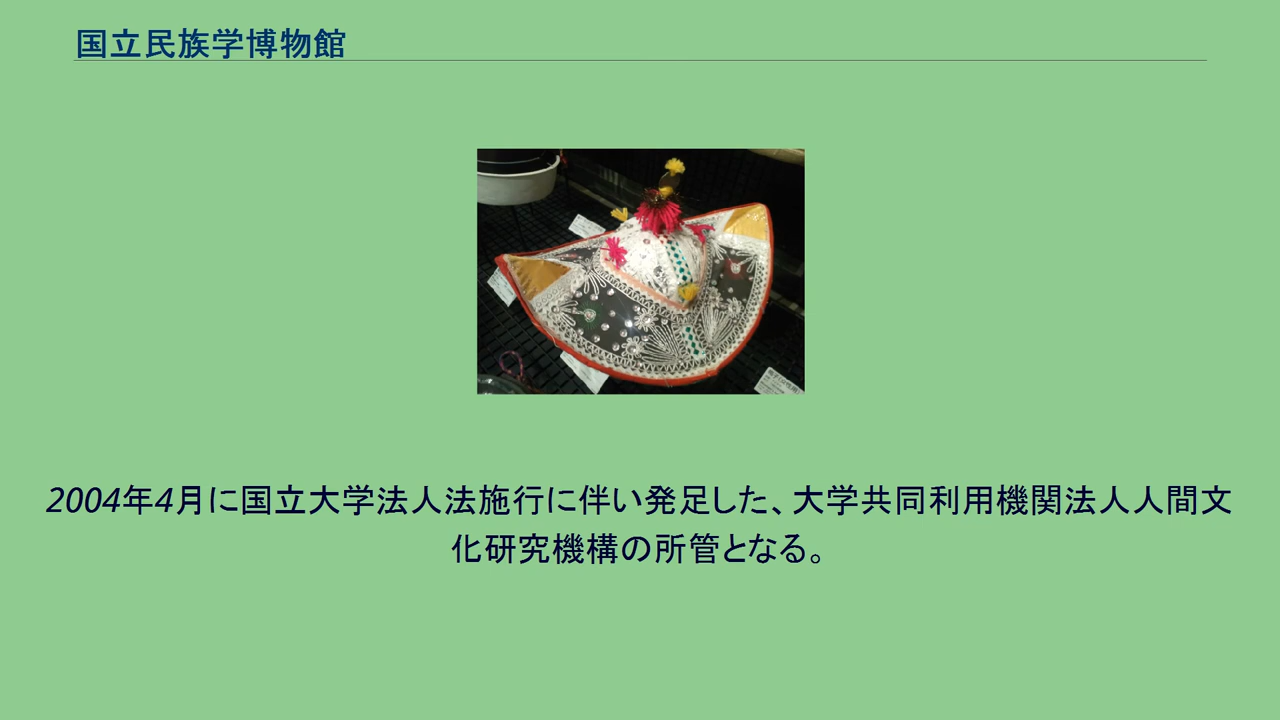 国立民族学博物館
2004年4月に国立大学法人法施行に伴い発足した、大学共同利用機関法人人間文
化研究機構の所管となる。